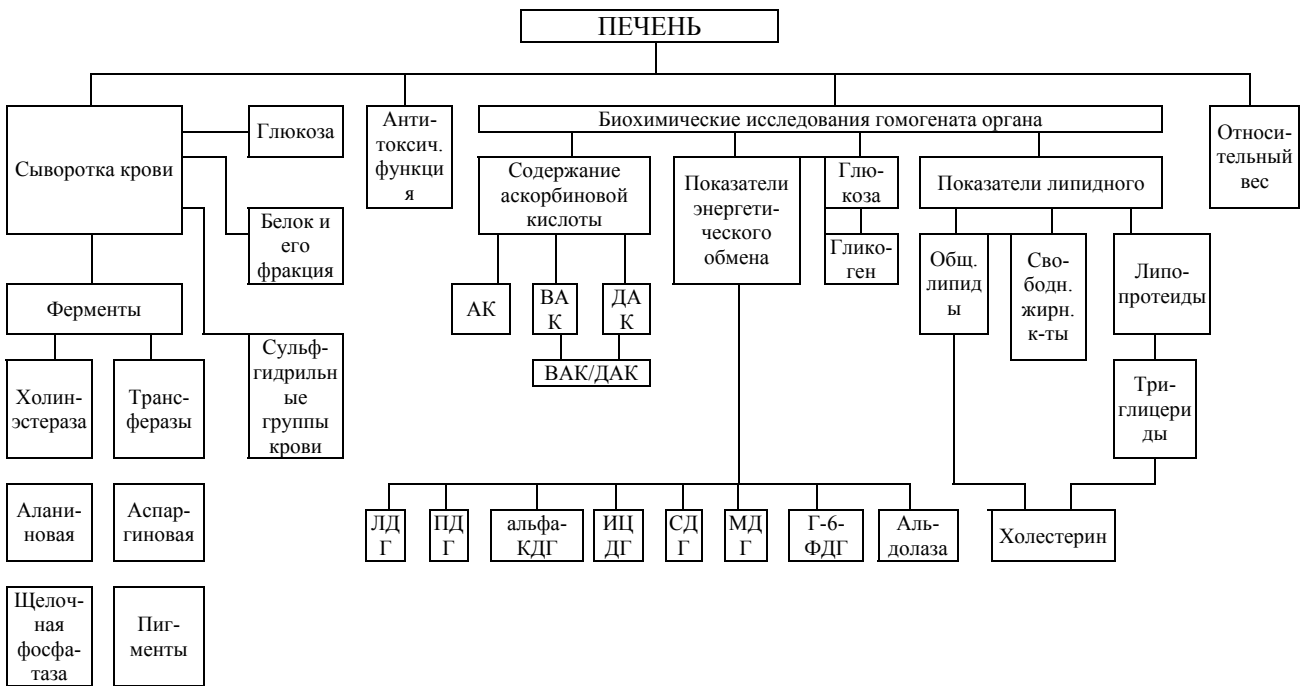 ПЕЧЕНЬ
Сыворотка крови
Глюкоза
Белок и
его
фракция
Ферменты
Холин-
эстераза
Транс-
феразы
Сульф-
гидрильн
ые
группы
крови
Алани-
новая
Аспар-
гиновая
Щелоч-
ная
фосфа-
таза
Пиг-
менты
Анти-
токсич.
функци
я
Биохимические исследования гомогената органа
Содержание
аскорбиновой
кислоты
АК
ВА
К
ДА
К
ВАК/ДАК
Показатели
энергети-
ческого
обмена
Глю-
коза
Глико-
ген
ЛД
Г
ПД
Г
альфа-
КДГ
ИЦ
ДГ
СД
Г
МД
Г
Г-6-
ФДГ
Аль-
долаза
Показатели липидного
Общ.
липид
ы
Сво-
бодн.
жирн.
к-ты
Липо-
протеиды
Три-
глицери
ды
Холестерин
Относи-
тельный
вес